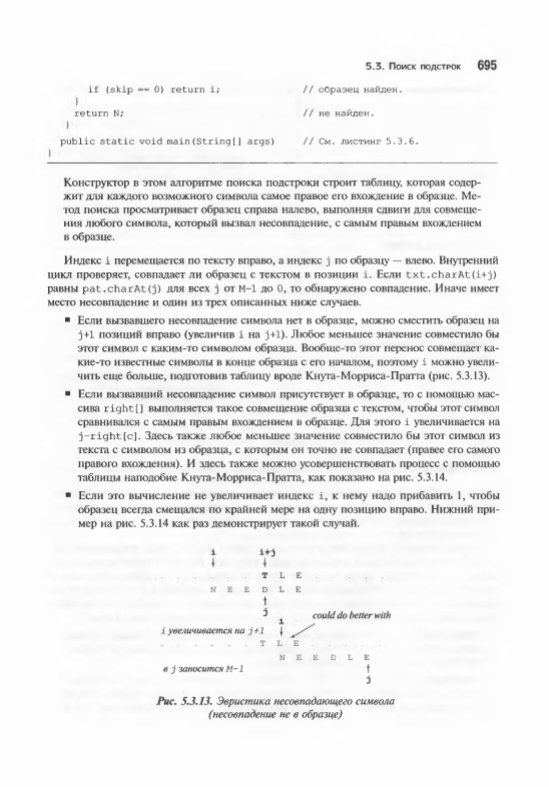 5.3. Поиск подстрок 695
if (skip == 0) return i; // образец найден.
}
return N; // не найден.
}
public static void main(String[] args) // См. листинг 5.3.6.
}
Конструктор в этом алгоритме поиска подстроки строит таблицу, которая содер-
жит для каждого возможного символа самое правое его вхождение в образце. Ме-
тод поиска просматривает образец справа налево, выполняя сдвиги для совмеще-
ния любого символа, который вызвал несовпадение, с самым правым вхождением
в образце.
Индекс i перемещается по тексту вправо, а индекс j по образцу — влево. Внутренний
цикл проверяет, совпадает ли образец с текстом в позиции i. Если txt.charAt(i+j)
равны pat.charAt(j) для всех j от M-1 до 0, то обнаружено совпадение. Иначе имеет
место несовпадение и один из трех описанных ниже случаев.
■ Если вызвавшего несовпадение символа нет в образце, можно сместить образец на
j+1 позиций вправо (увеличив i на j+1). Любое меньшее значение совместило бы
этот символ с каким-то символом образца. Вообще-то этот перенос совмещает ка-
кие-то известные символы в конце образца с его началом, поэтому i можно увели-
чить еще больше, подготовив таблицу вроде Кнута-Морриса-Пратта (рис. 5.3.13).
■ Если вызвавший несовпадение символ присутствует в образце, то с помощью мас-
сива right[] выполняется такое совмещение образца с текстом, чтобы этот символ
сравнивался с самым правым вхождением в образце. Для этого i увеличивается на
j-right[c]. Здесь также любое меньшее значение совместило бы этот символ из
текста с символом из образца, с которым он точно не совпадает (правее его самого
правого вхождения). И здесь также можно усовершенствовать процесс с помощью
таблицы наподобие Кнута-Морриса-Пратта, как показано на рис. 5.3.14.
■ Если это вычисление не увеличивает индекс i, к нему надо прибавить 1, чтобы
образец всегда смещался по крайней мере на одну позицию вправо. Нижний при-
мер на рис. 5.3.14 как раз демонстрирует такой случай.
i i+j
. . . . . . T L E . . . . .
N E E D L E
j
i could do better with
i увеличивается на j+1
. . . . . . T L E . . . . .
N E E D L E
в j заносится M-1
j
Рис. 5.3.13. Эвристика несовпадающего символа
(несовпадение не в образце)